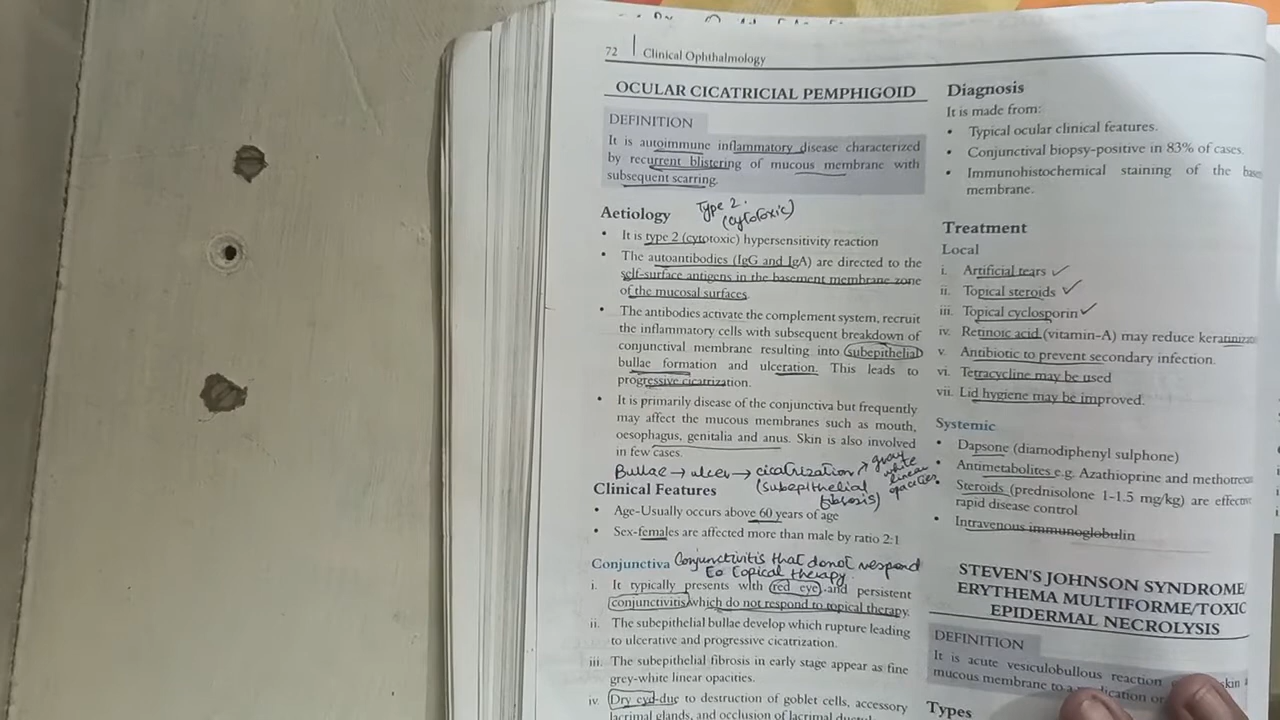 72 | Clinical Ophthalmology
OCULAR CICATRICIAL PEMPHIGOID
DEFINITION
It is autoimmune inflammatory disease characterized
by recurrent blistering of mucous membrane with
subsequent scarring.
Aetiology
Type 2.
(cytotoxic)
• It is type 2 (cytotoxic) hypersensitivity reaction
• The autoantibodies (IgG and IgA) are directed to the
self-surface antigens in the basement membrane zone
of the mucosal surfaces
• The antibodies activate the complement system, recruit
the inflammatory cells with subsequent breakdown of
conjunctival membrane resulting into subepithelial
bullae formation and ulceration. This leads to
progressive cicatrization.
• It is primarily disease of the conjunctiva but frequently
may affect the mucous membranes such as mouth,
oesophagus, genitalia and anus. Skin is also involved
in few cases.
Bullae → ulcer → cicatrization
(subepithelial
fibrosis)
gray
white
linear
opacities
Clinical Features
• Age-Usually occurs above 60 years of age
• Sex-females are affected more than male by ratio 2:1
Conjunctiva
Conjunctivitis that donot respond
to topical therapy.
i. It typically presents with red eye and persistent
conjunctivitis which do not respond to topical therapy.
ii. The subepithelial bullae develop which rupture leading
to ulcerative and progressive cicatrization.
iii. The subepithelial fibrosis in early stage appear as fine
grey-white linear opacities.
iv. Dry eye-due to destruction of goblet cells, accessory
lacrimal glands, and occlusion of lacrimal
Diagnosis
It is made from:
• Typical ocular clinical features.
• Conjunctival biopsy-positive in 83% of cases.
• Immunohistochemical staining of the
membrane.
Treatment
Local
i. Artificial tears ✓
ii. Topical steroids ✓
iii. Topical cyclosporin ✓
iv. Retinoic acid (vitamin-A) may reduce
v. Antibiotic to prevent secondary infection.
vi. Tetracycline may be used
vii. Lid hygiene may be improved.
Systemic
• Dapsone (diamodiphenyl sulphone)
• Antimetabolites e.g. Azathioprine and
• Steroids (prednisolone 1-1.5 mg/kg) are
rapid disease control
• Intravenous immunoglobulin
STEVEN'S JOHNSON SYNDROME/
ERYTHEMA MULTIFORME/TOXIC
EPIDERMAL NECROLYSIS
DEFINITION
It is acute vesiculobullous reaction skin
mucous membrane to a
Types